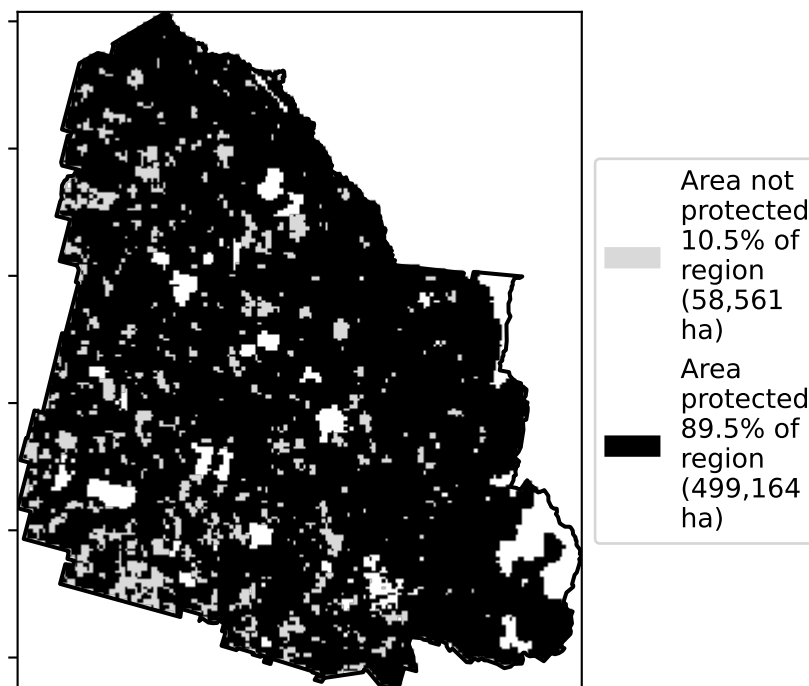 Area not
protected
10.5% of
region
(58,561
ha)
Area
protected
89.5% of
region
(499,164
ha)